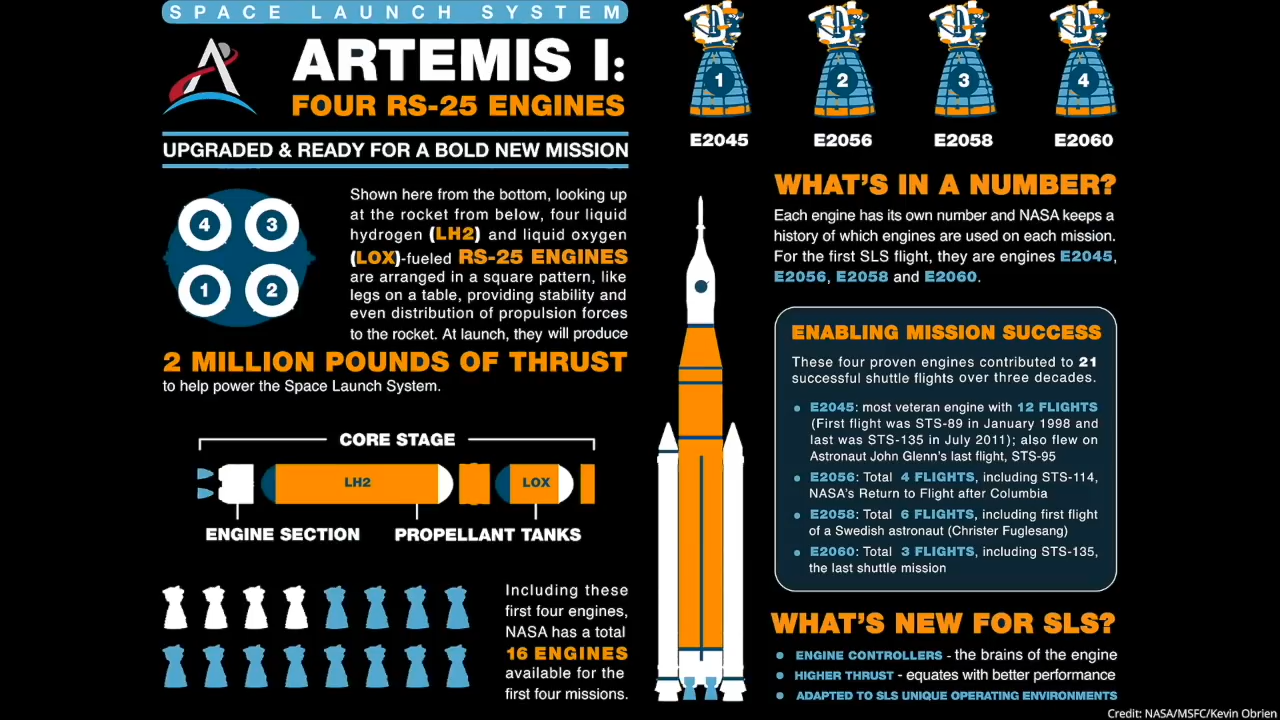 SPACE LAUNCH SYSTEM
ARTEMIS I:
FOUR RS-25 ENGINES
UPGRADED & READY FOR A BOLD NEW MISSION
4
3
1
2
Shown here from the bottom, looking up
at the rocket from below, four liquid
hydrogen (LH2) and liquid oxygen
(LOX)-fueled RS-25 ENGINES
are arranged in a square pattern, like
legs on a table, providing stability and
even distribution of propulsion forces
to the rocket. At launch, they will produce
2 MILLION POUNDS OF THRUST
to help power the Space Launch System.
CORE STAGE
LH2
LOX
ENGINE SECTION
PROPELLANT TANKS
Including these
first four engines,
NASA has a total
16 ENGINES
available for the
first four missions.
1
2
3
4
E2045
E2056
E2058
E2060
WHAT'S IN A NUMBER?
Each engine has its own number and NASA keeps a
history of which engines are used on each mission.
For the first SLS flight, they are engines E2045,
E2056, E2058 and E2060.
ENABLING MISSION SUCCESS
These four proven engines contributed to 21
successful shuttle flights over three decades.
• E2045: most veteran engine with 12 FLIGHTS
(First flight was STS-89 in January 1998 and
last was STS-135 in July 2011); also flew on
Astronaut John Glenn's last flight, STS-95
• E2056: Total 4 FLIGHTS, including STS-114,
NASA's Return to Flight after Columbia
• E2058: Total 6 FLIGHTS, including first flight
of a Swedish astronaut (Christer Fuglesang)
• E2060: Total 3 FLIGHTS, including STS-135,
the last shuttle mission
WHAT'S NEW FOR SLS?
• ENGINE CONTROLLERS - the brains of the engine
• HIGHER THRUST - equates with better performance
• ADAPTED TO SLS UNIQUE OPERATING ENVIRONMENTS
Credit: NASA/MSFC/Kevin Obrien